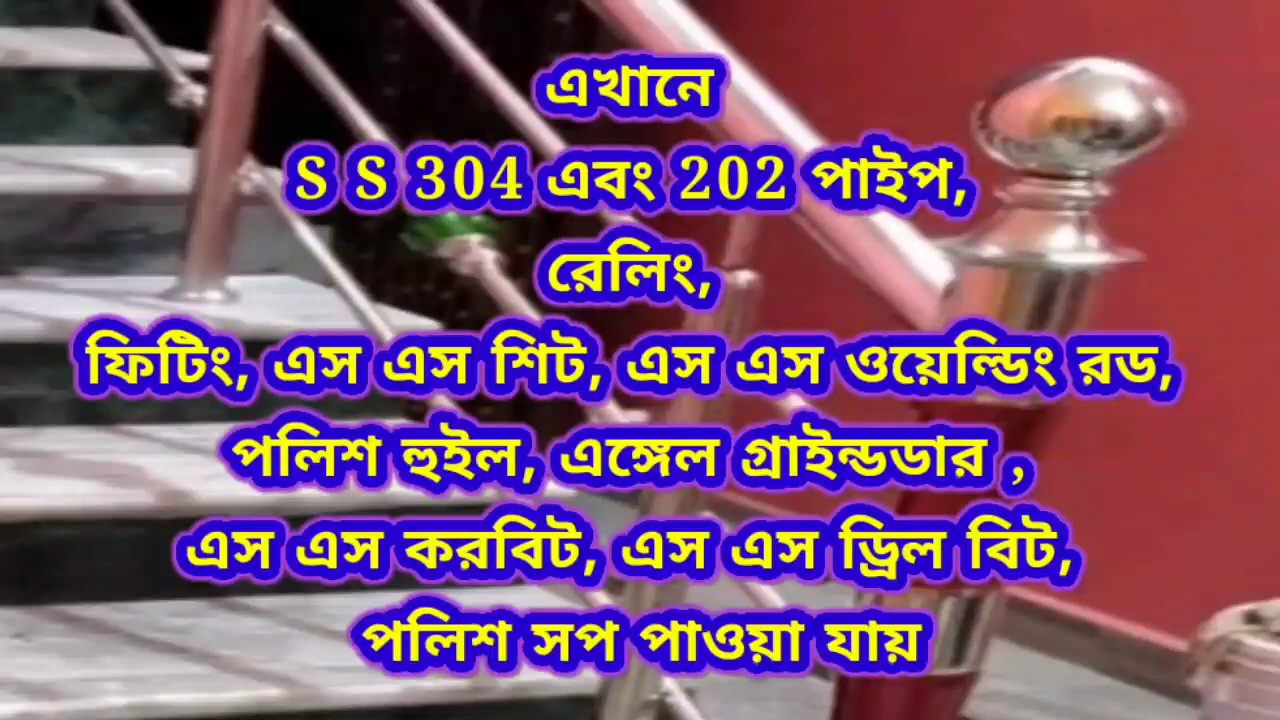 এখানে
S S 304 এবং 202 পাইপ,
রেলিং,
ফিটিং, এস এস শিট, এস এস ওয়েল্ডিং রড,
পলিশ হুইল, এঙ্গেল গ্রাইন্ডডার ,
এস এস করবিট, এস এস ড্রিল বিট,
পলিশ সপ পাওয়া যায়